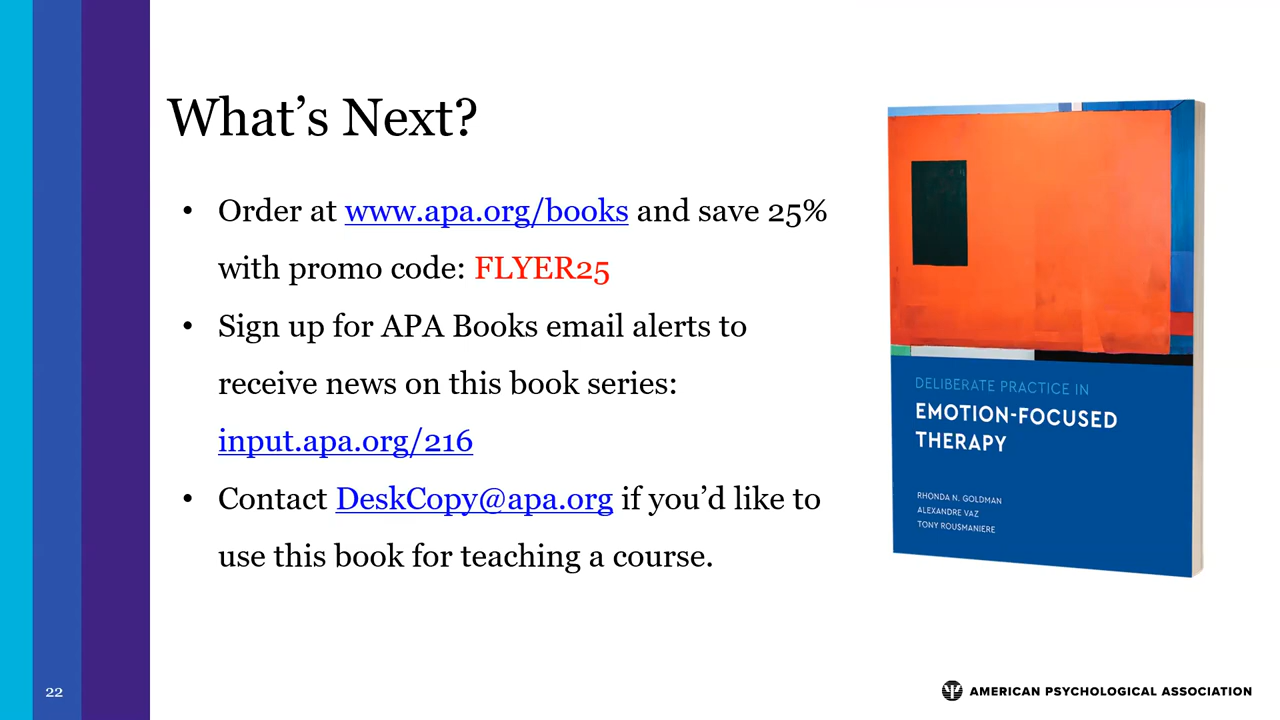 What’s Next?
• Order at www.apa.org/books and save 25%
with promo code: FLYER25
• Sign up for APA Books email alerts to
receive news on this book series:
input.apa.org/216
• Contact DeskCopy@apa.org if you’d like to
use this book for teaching a course.
DELIBERATE PRACTICE IN
EMOTION-FOCUSED
THERAPY
RHONDA N. GOLDMAN
ALEXANDRE VAZ
TONY ROUSMANIERE
22
AMERICAN PSYCHOLOGICAL ASSOCIATION